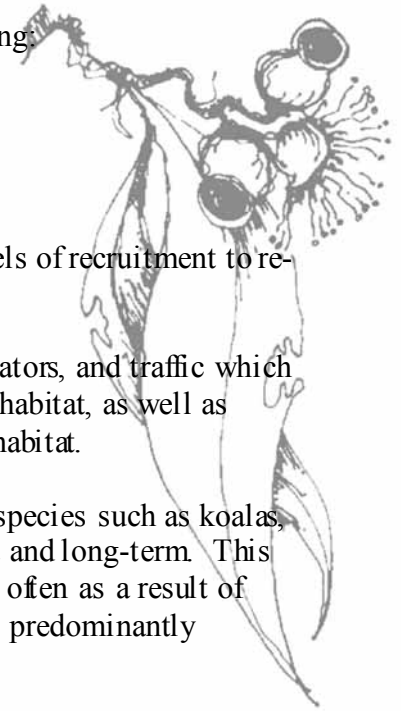 ng:
els of recruitment to re-
ators, and traffic which
habitat, as well as
habitat.
species such as koalas,
and long-term. This
often as a result of
predominantly